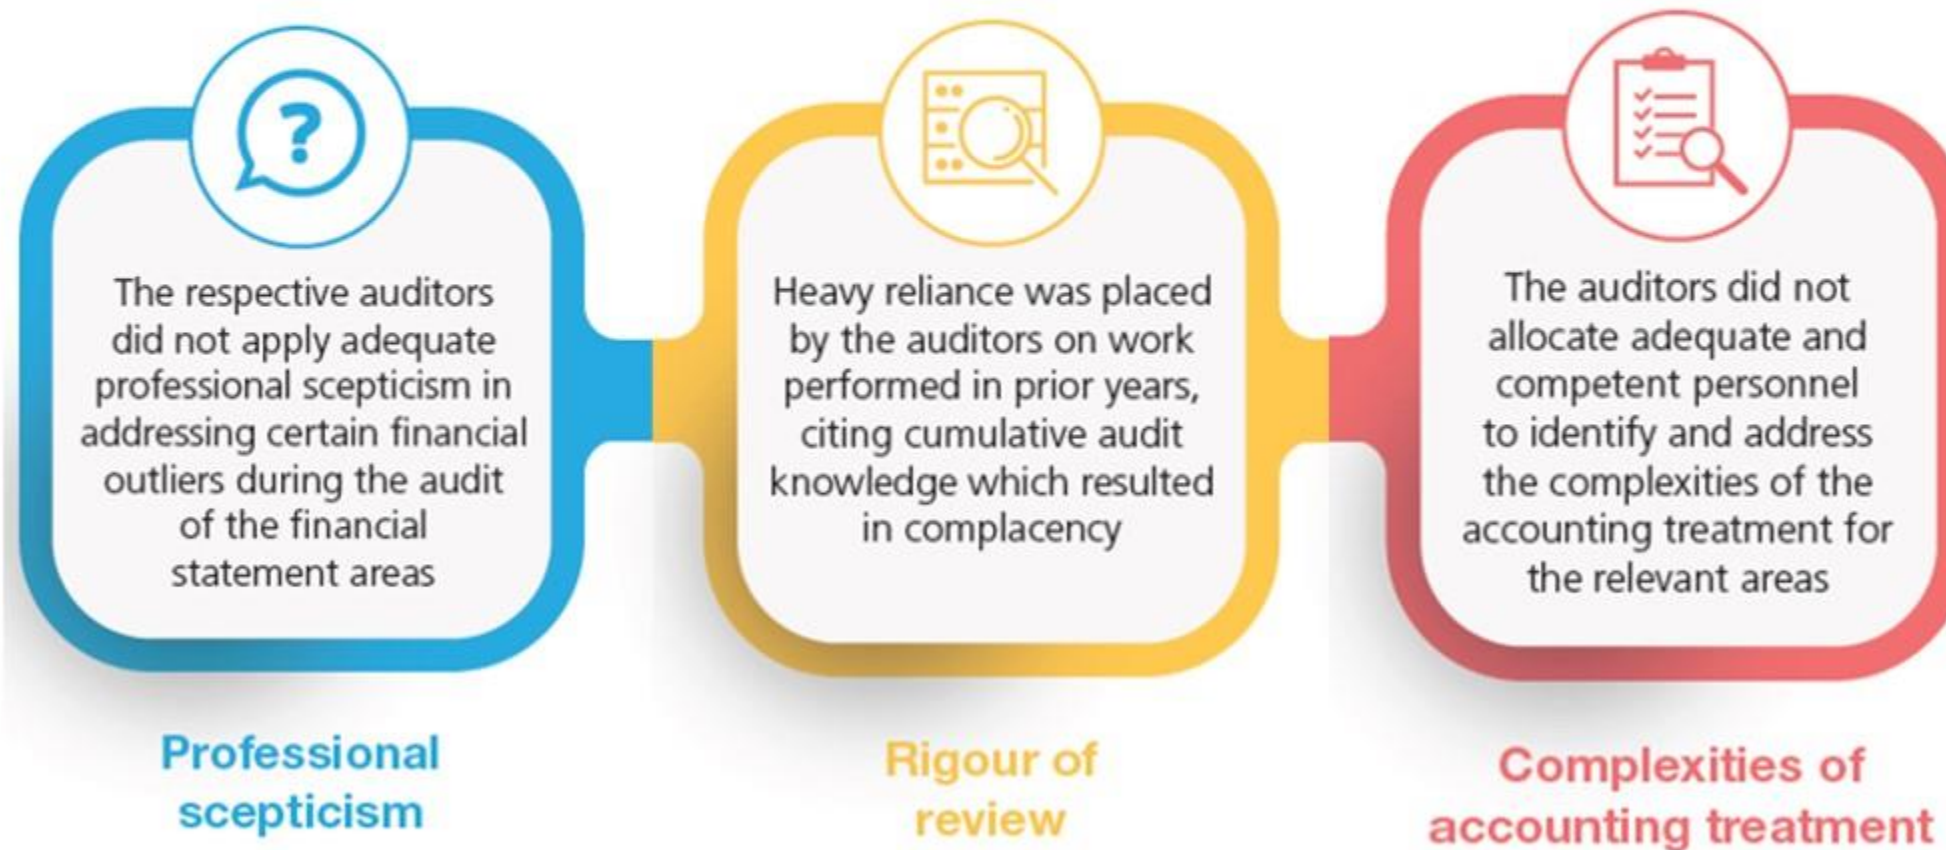 ?
The respective auditors
did not apply adequate
professional scepticism in
addressing certain financial
outliers during the audit
of the financial
statement areas
Professional
scepticism
Heavy reliance was placed
by the auditors on work
performed in prior years,
citing cumulative audit
knowledge which resulted
in complacency
Rigour of
review
The auditors did not
allocate adequate and
competent personnel
to identify and address
the complexities of the
accounting treatment for
the relevant areas
Complexities of
accounting treatment